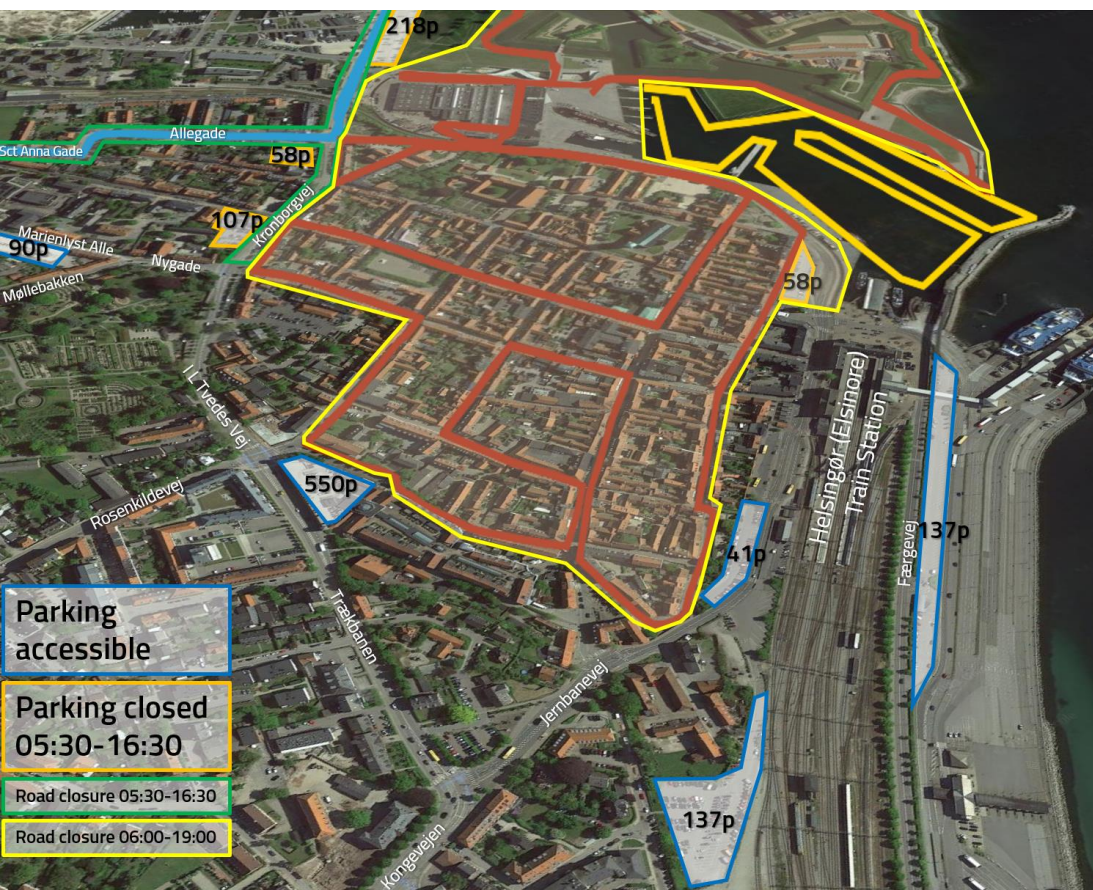 218p
Allegade
Sct Anna Gade
58p
107p
Kronborgvej
Marienlyst Alle
90p
Nygade
Møllebakken
58p
I L Tvedes Vej
Helsingør (Elsinore)
Train Station
550p
Rosenkildevej
41p
Færgevej
137p
Trækbanen
Jernbanevej
137p
Kongevejen
Parking
accessible
Parking closed
05:30-16:30
Road closure 05:30-16:30
Road closure 06:00-19:00